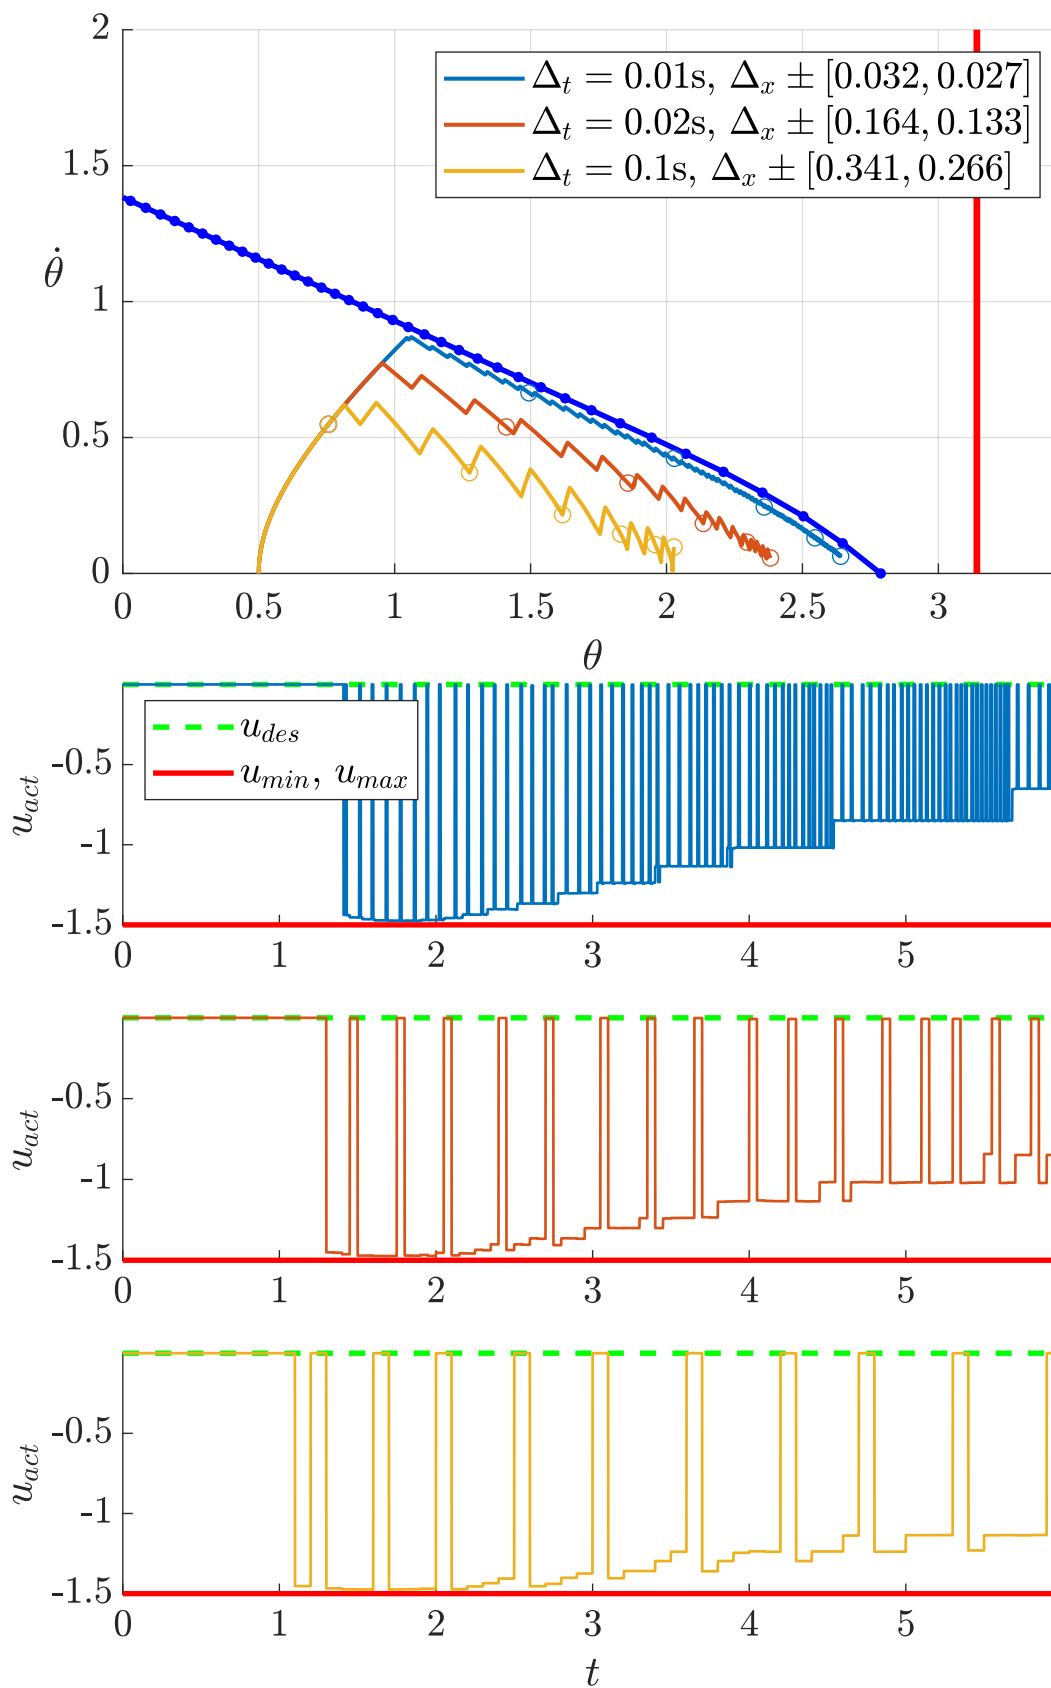 2
1.5
1
0.5
0
θ̇
Δt = 0.01s, Δx ± [0.032, 0.027]
Δt = 0.02s, Δx ± [0.164, 0.133]
Δt = 0.1s, Δx ± [0.341, 0.266]
0 0.5 1 1.5 2 2.5 3
θ
-0.5
-1
-1.5
u_act
u_des
u_min, u_max
0 1 2 3 4 5
-0.5
-1
-1.5
u_act
0 1 2 3 4 5
-0.5
-1
-1.5
u_act
0 1 2 3 4 5
t